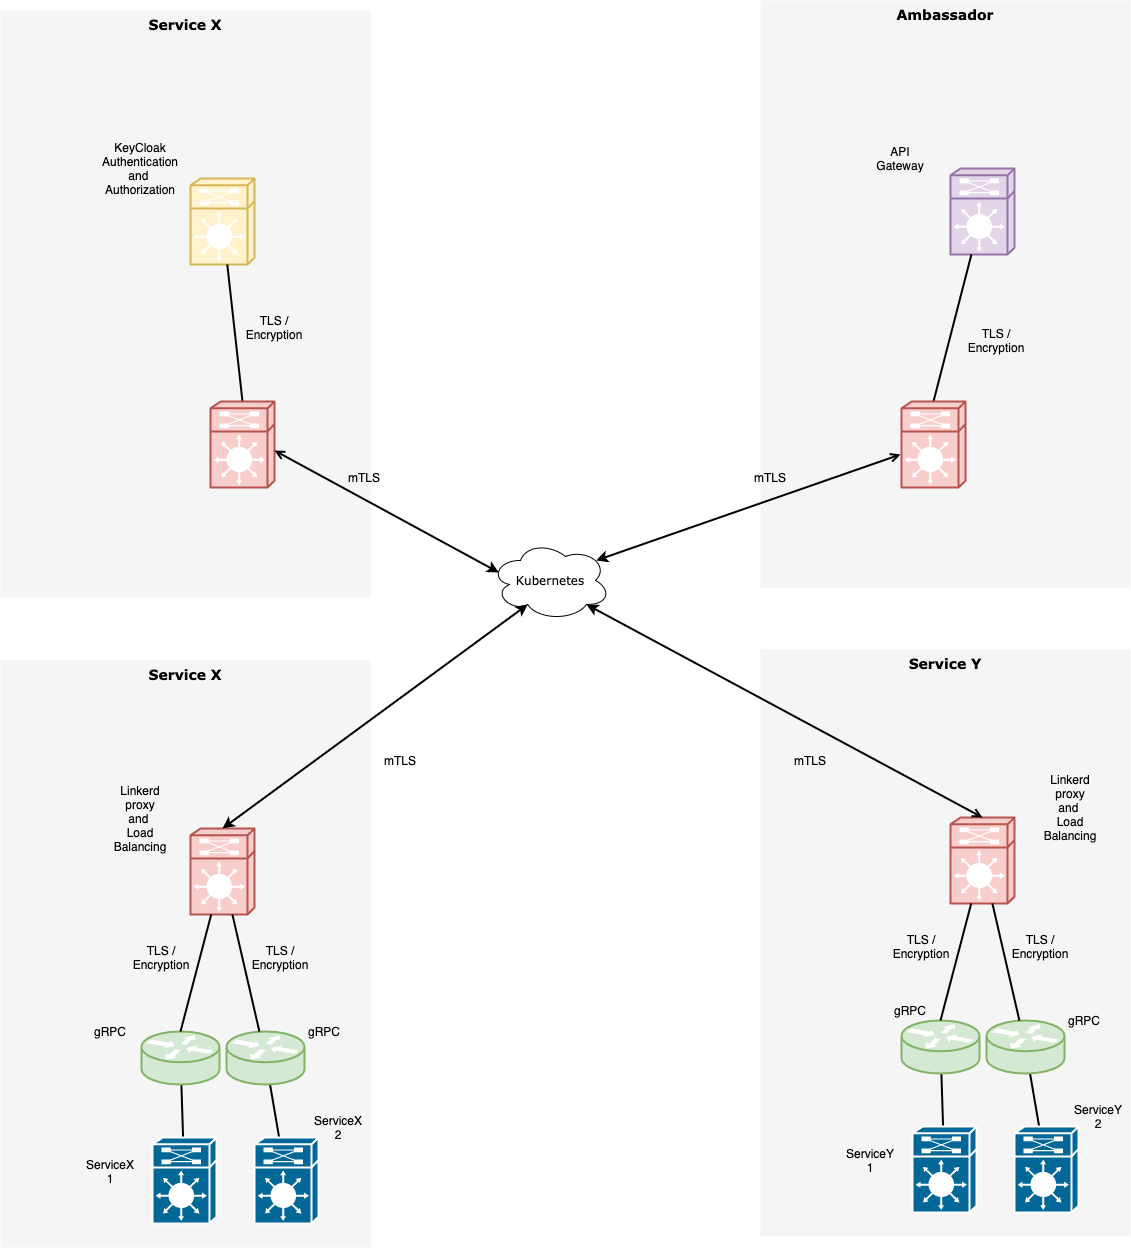 Service X
Ambassador
KeyCloak
Authentication
and
Authorization
API
Gateway
TLS /
Encryption
TLS /
Encryption
mTLS
mTLS
Kubernetes
Service X
Service Y
mTLS
mTLS
Linkerd
proxy
and
Load
Balancing
Linkerd
proxy
and
Load
Balancing
TLS /
Encryption
TLS /
Encryption
TLS /
Encryption
TLS /
Encryption
gRPC
gRPC
gRPC
gRPC
ServiceX
1
ServiceX
2
ServiceY
1
ServiceY
2